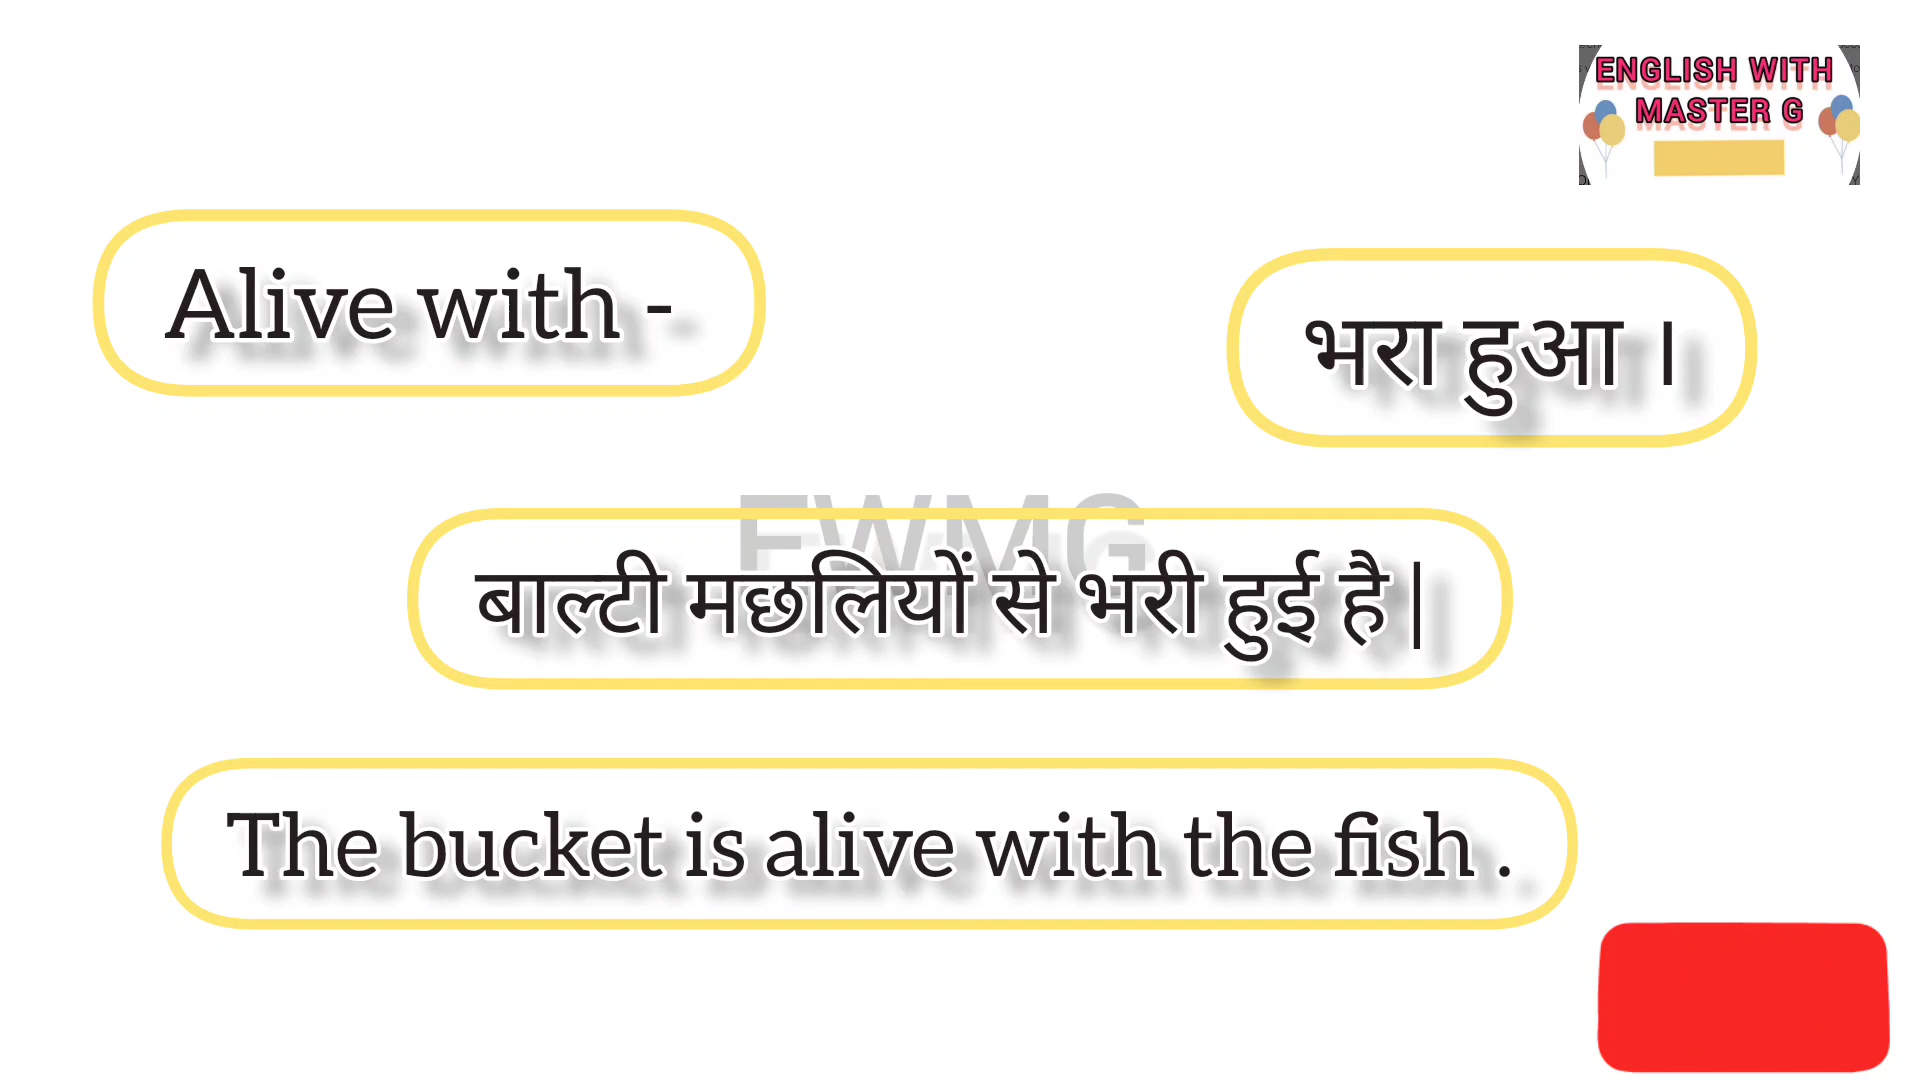 ENGLISH WITH
MASTER G
Alive with -
भरा हुआ ।
EWMG
बाल्टी मछलियों से भरी हुई है |
The bucket is alive with the fish .